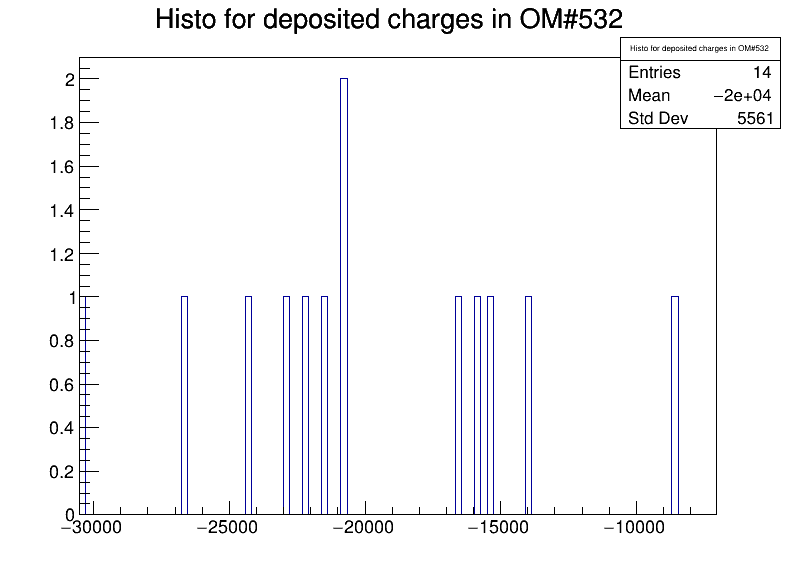 Histo for deposited charges in OM#532
Histo for deposited charges in OM#532
Entries 14
Mean −2e+04
Std Dev 5561
2
1.8
1.6
1.4
1.2
1
0.8
0.6
0.4
0.2
0
−30000 −25000 −20000 −15000 −10000